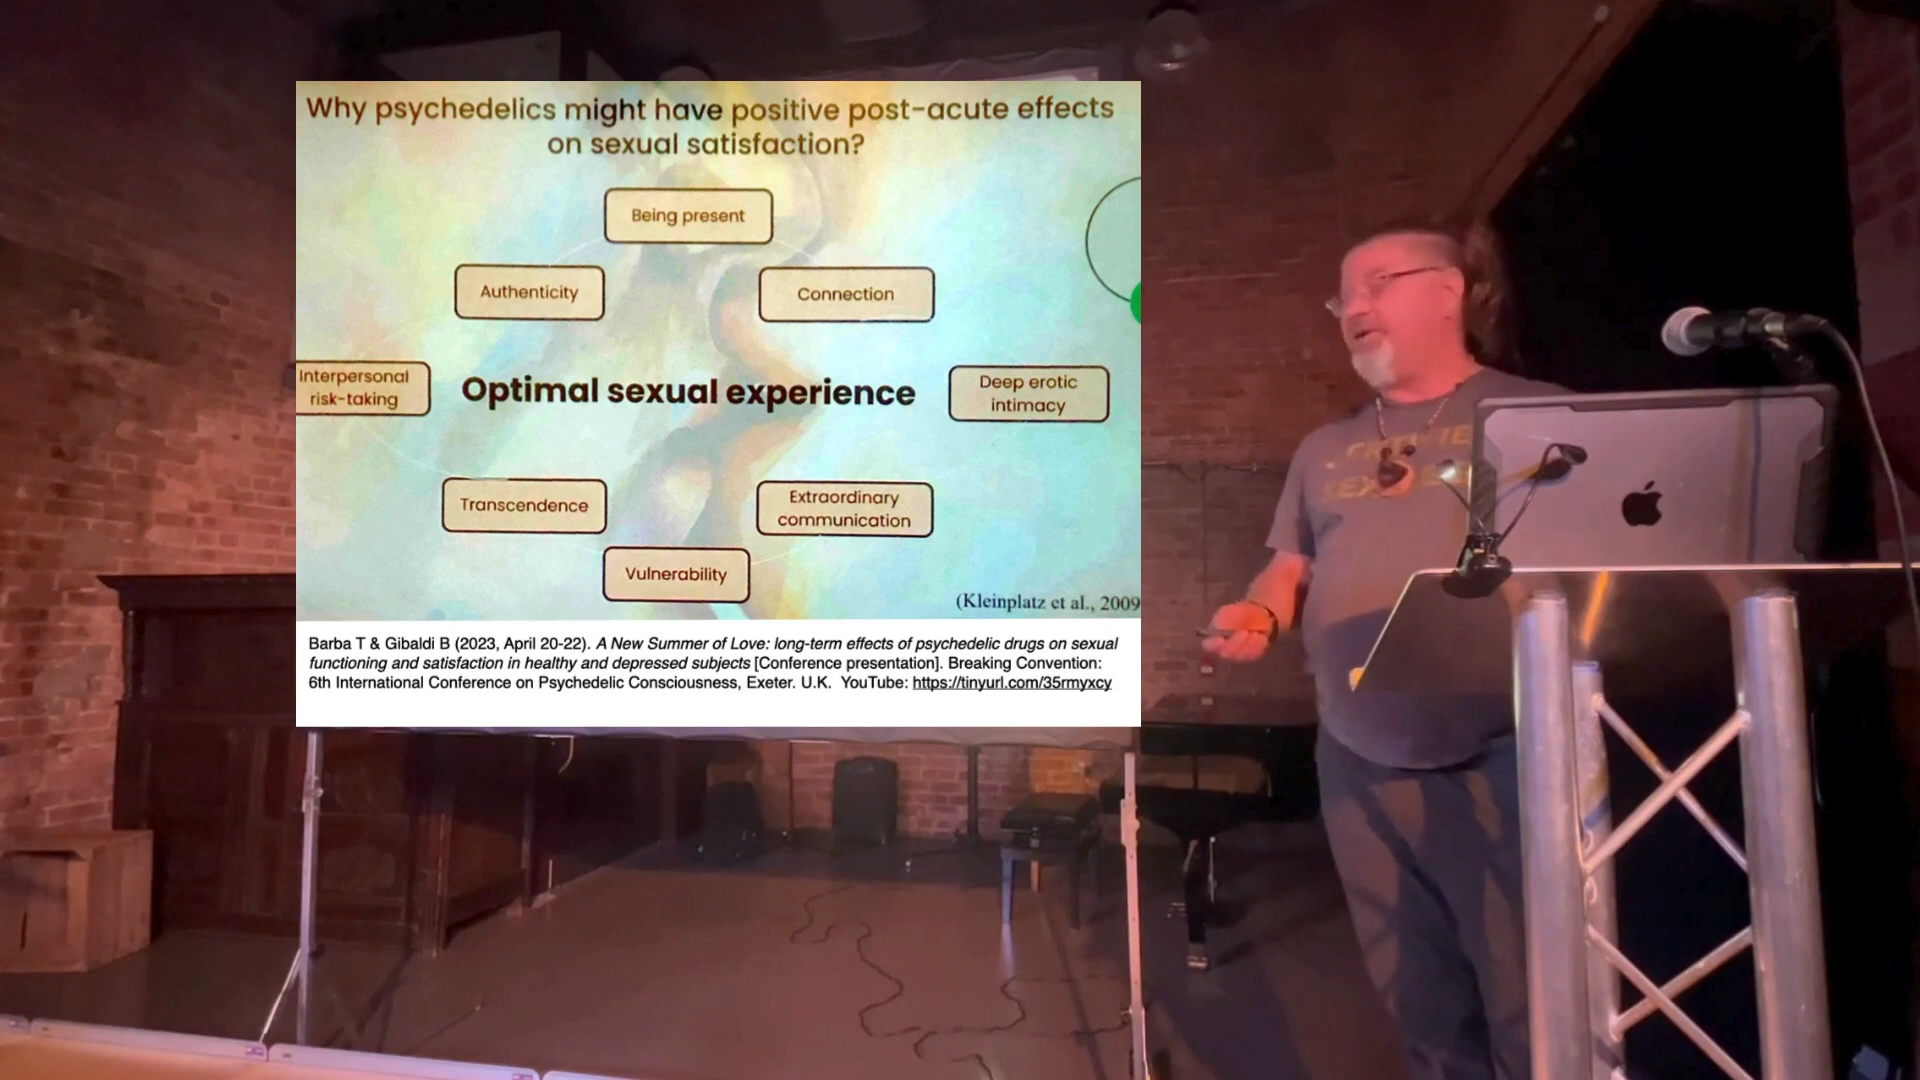 Why psychedelics might have positive post-acute effects
on sexual satisfaction?
Being present
Authenticity
Connection
Interpersonal
risk-taking
Optimal sexual experience
Deep erotic
intimacy
Transcendence
Extraordinary
communication
Vulnerability
(Kleinplatz et al., 2009
Barba T & Gibaldi B (2023, April 20-22). A New Summer of Love: long-term effects of psychedelic drugs on sexual
functioning and satisfaction in healthy and depressed subjects [Conference presentation]. Breaking Convention:
6th International Conference on Psychedelic Consciousness, Exeter. U.K. YouTube: https://tinyurl.com/35rmyxcy